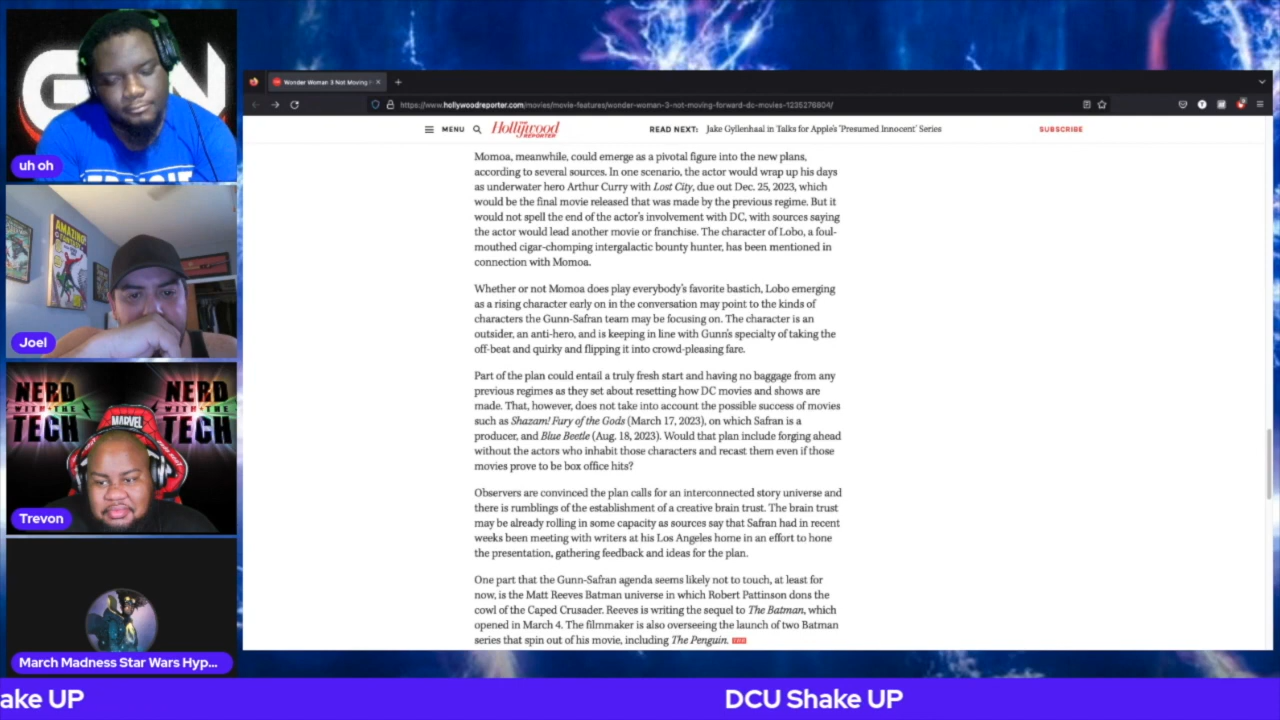 GN
uh oh
AMAZING
Joel
NERD
WITH·THE
TECH
NERD
WITH·THE
TECH
MARVEL
Trevon
March Madness Star Wars Hyp...
Wonder Woman 3 Not Moving
https://www.hollywoodreporter.com/movies/movie-features/wonder-woman-3-not-moving-forward-dc-movies-1235276804/
MENU
Hollywood
REPORTER
READ NEXT: Jake Gyllenhaal in Talks for Apple's 'Presumed Innocent' Series
SUBSCRIBE
Momoa, meanwhile, could emerge as a pivotal figure into the new plans,
according to several sources. In one scenario, the actor would wrap up his days
as underwater hero Arthur Curry with Lost City, due out Dec. 25, 2023, which
would be the final movie released that was made by the previous regime. But it
would not spell the end of the actor's involvement with DC, with sources saying
the actor would lead another movie or franchise. The character of Lobo, a foul-
mouthed cigar-chomping intergalactic bounty hunter, has been mentioned in
connection with Momoa.
Whether or not Momoa does play everybody's favorite bastich, Lobo emerging
as a rising character early on in the conversation may point to the kinds of
characters the Gunn-Safran team may be focusing on. The character is an
outsider, an anti-hero, and is keeping in line with Gunn's specialty of taking the
off-beat and quirky and flipping it into crowd-pleasing fare.
Part of the plan could entail a truly fresh start and having no baggage from any
previous regimes as they set about resetting how DC movies and shows are
made. That, however, does not take into account the possible success of movies
such as Shazam! Fury of the Gods (March 17, 2023), on which Safran is a
producer, and Blue Beetle (Aug. 18, 2023). Would that plan include forging ahead
without the actors who inhabit those characters and recast them even if those
movies prove to be box office hits?
Observers are convinced the plan calls for an interconnected story universe and
there is rumblings of the establishment of a creative brain trust. The brain trust
may be already rolling in some capacity as sources say that Safran had in recent
weeks been meeting with writers at his Los Angeles home in an effort to hone
the presentation, gathering feedback and ideas for the plan.
One part that the Gunn-Safran agenda seems likely not to touch, at least for
now, is the Matt Reeves Batman universe in which Robert Pattinson dons the
cowl of the Caped Crusader. Reeves is writing the sequel to The Batman, which
opened in March 4. The filmmaker is also overseeing the launch of two Batman
series that spin out of his movie, including The Penguin. THR
ake UP
DCU Shake UP